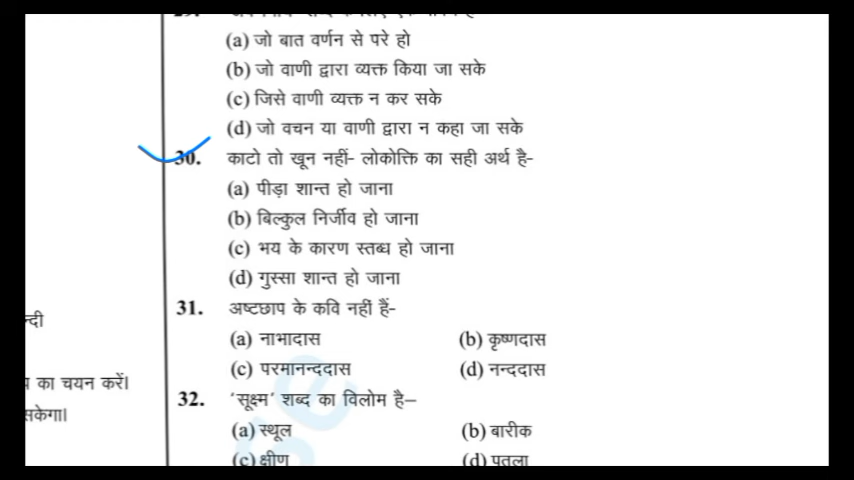 (a) जो बात वर्णन से परे हो
(b) जो वाणी द्वारा व्यक्त किया जा सके
(c) जिसे वाणी व्यक्त न कर सके
(d) जो वचन या वाणी द्वारा न कहा जा सके
30. काटो तो खून नहीं- लोकोक्ति का सही अर्थ है-
(a) पीड़ा शान्त हो जाना
(b) बिल्कुल निर्जीव हो जाना
(c) भय के कारण स्तब्ध हो जाना
(d) गुस्सा शान्त हो जाना
31. अष्टछाप के कवि नहीं हैं-
न्दी
(a) नाभादास (b) कृष्णदास
(c) परमानन्ददास (d) नन्ददास
का चयन करें।
32. 'सूक्ष्म' शब्द का विलोम है–
सकेगा।
(a) स्थूल (b) बारीक
(c) क्षीण (d) पतला